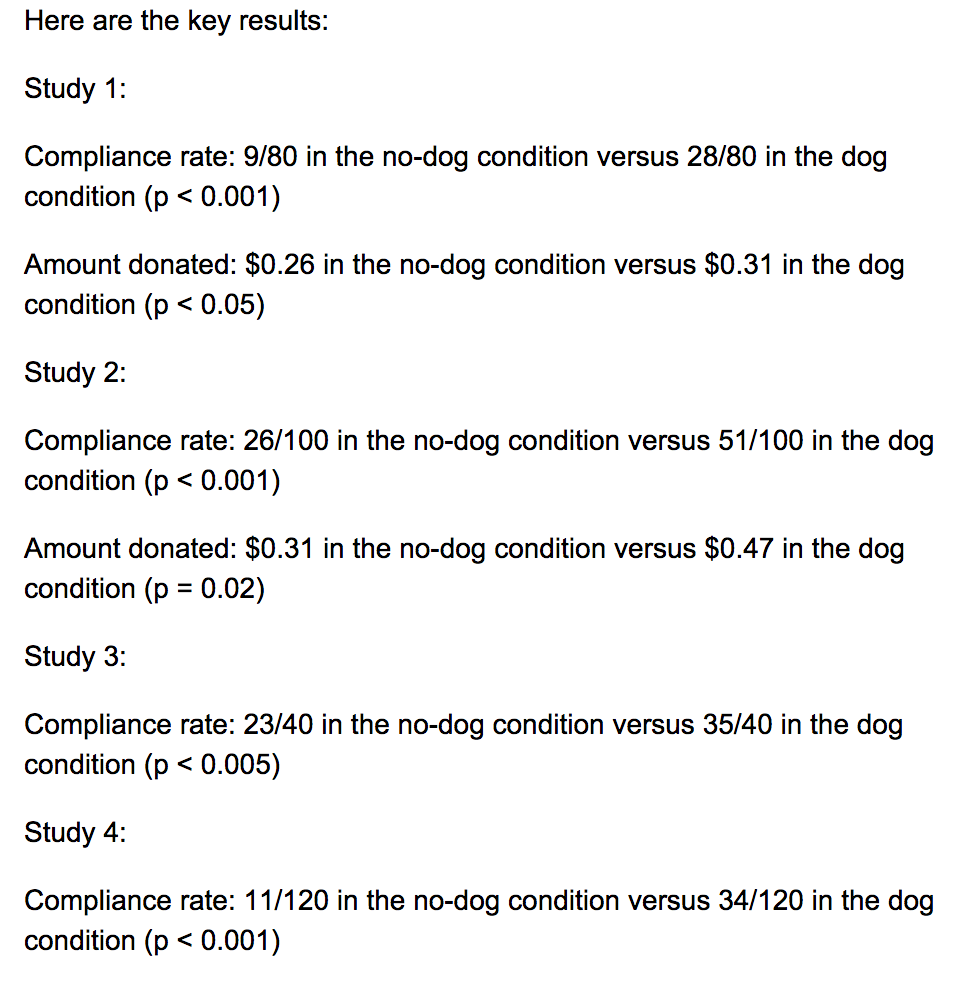 Here are the key results:
Study 1:
Compliance rate: 9/80 in the no-dog condition versus 28/80 in the dog
condition (p < 0.001)
Amount donated: $0.26 in the no-dog condition versus $0.31 in the dog
condition (p < 0.05)
Study 2:
Compliance rate: 26/100 in the no-dog condition versus 51/100 in the dog
condition (p < 0.001)
Amount donated: $0.31 in the no-dog condition versus $0.47 in the dog
condition (p = 0.02)
Study 3:
Compliance rate: 23/40 in the no-dog condition versus 35/40 in the dog
condition (p < 0.005)
Study 4:
Compliance rate: 11/120 in the no-dog condition versus 34/120 in the dog
condition (p < 0.001)